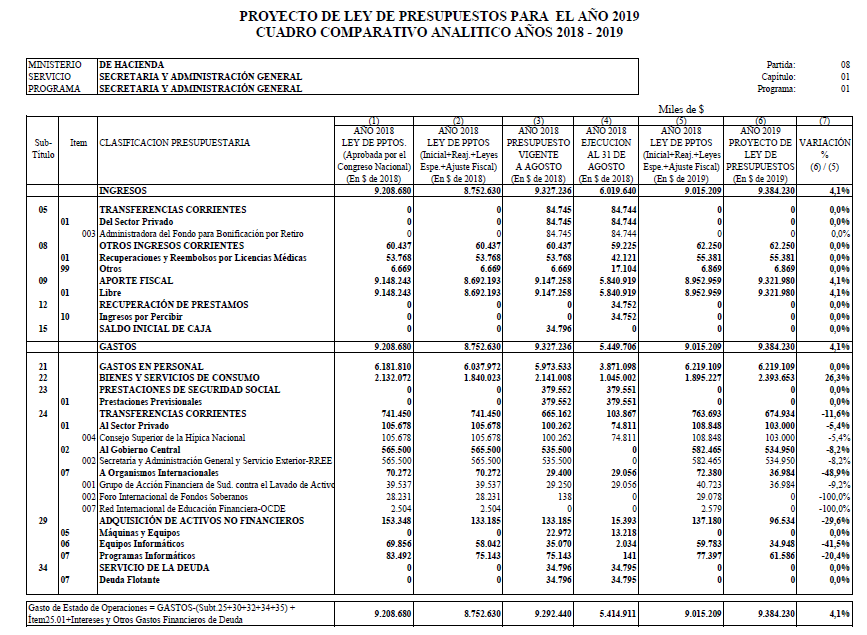 PROYECTO DE LEY DE PRESUPUESTOS PARA EL AÑO 2019
CUADRO COMPARATIVO ANALITICO AÑOS 2018 - 2019
MINISTERIO DE HACIENDA Partida: 08
SERVICIO SECRETARIA Y ADMINISTRACIÓN GENERAL Capítulo: 01
PROGRAMA SECRETARIA Y ADMINISTRACIÓN GENERAL Programa: 01
Miles de $
(1) (2) (3) (4) (5) (6) (7)
AÑO 2018 AÑO 2018 AÑO 2018 AÑO 2018 AÑO 2018 AÑO 2019
Sub- Item CLASIFICACION PRESUPUESTARIA LEY DE PPTOS. LEY DE PPTOS PRESUPUESTO EJECUCION LEY DE PPTOS PROYECTO DE VARIACIÓN
Título (Aprobada por el (Inicial+Reaj.+Leyes VIGENTE AL 31 DE (Inicial+Reaj.+Leyes LEY DE %
Congreso Nacional) Espe.+Ajuste Fiscal) A AGOSTO AGOSTO Espe.+Ajuste Fiscal) PRESUPUESTOS (6) / (5)
(En $ de 2018) (En $ de 2018) (En $ de 2018) (En $ de 2018) (En $ de 2019) (En $ de 2019)
INGRESOS 9.208.680 8.752.630 9.327.236 6.019.640 9.015.209 9.384.230 4,1%
05 TRANSFERENCIAS CORRIENTES 0 0 84.745 84.744 0 0 0,0%
01 Del Sector Privado 0 0 84.745 84.744 0 0 0,0%
003 Administradora del Fondo para Bonificación por Retiro 0 0 84.745 84.744 0 0 0,0%
08 OTROS INGRESOS CORRIENTES 60.437 60.437 60.437 59.225 62.250 62.250 0,0%
01 Recuperaciones y Reembolsos por Licencias Médicas 53.768 53.768 53.768 42.121 55.381 55.381 0,0%
99 Otros 6.669 6.669 6.669 17.104 6.869 6.869 0,0%
09 APORTE FISCAL 9.148.243 8.692.193 9.147.258 5.840.919 8.952.959 9.321.980 4,1%
01 Libre 9.148.243 8.692.193 9.147.258 5.840.919 8.952.959 9.321.980 4,1%
12 RECUPERACIÓN DE PRESTAMOS 0 0 0 34.752 0 0 0,0%
10 Ingresos por Percibir 0 0 0 34.752 0 0 0,0%
15 SALDO INICIAL DE CAJA 0 0 34.796 0 0 0 0,0%
GASTOS 9.208.680 8.752.630 9.327.236 5.449.706 9.015.209 9.384.230 4,1%
21 GASTOS EN PERSONAL 6.181.810 6.037.972 5.973.533 3.871.098 6.219.109 6.219.109 0,0%
22 BIENES Y SERVICIOS DE CONSUMO 2.132.072 1.840.023 2.141.008 1.045.002 1.895.227 2.393.653 26,3%
23 PRESTACIONES DE SEGURIDAD SOCIAL 0 0 379.552 379.551 0 0 0,0%
01 Prestaciones Previsionales 0 0 379.552 379.551 0 0 0,0%
24 TRANSFERENCIAS CORRIENTES 741.450 741.450 665.162 103.867 763.693 674.934 -11,6%
01 Al Sector Privado 105.678 105.678 100.262 74.811 108.848 103.000 -5,4%
004 Consejo Superior de la Hípica Nacional 105.678 105.678 100.262 74.811 108.848 103.000 -5,4%
02 Al Gobierno Central 565.500 565.500 535.500 0 582.465 534.950 -8,2%
002 Secretaría y Administración General y Servicio Exterior-RREE 565.500 565.500 535.500 0 582.465 534.950 -8,2%
07 A Organismos Internacionales 70.272 70.272 29.400 29.056 72.380 36.984 -48,9%
001 Grupo de Acción Financiera de Sud. contra el Lavado de Activo 39.537 39.537 29.250 29.056 40.723 36.984 -9,2%
002 Foro Internacional de Fondos Soberanos 28.231 28.231 138 0 29.078 0 -100,0%
007 Red Internacional de Educación Financiera-OCDE 2.504 2.504 0 0 2.579 0 -100,0%
29 ADQUISICIÓN DE ACTIVOS NO FINANCIEROS 153.348 133.185 133.185 15.393 137.180 96.534 -29,6%
05 Máquinas y Equipos 0 0 22.972 13.218 0 0 0,0%
06 Equipos Informáticos 69.856 58.042 35.070 2.034 59.783 34.948 -41,5%
07 Programas Informáticos 83.492 75.143 75.143 141 77.397 61.586 -20,4%
34 SERVICIO DE LA DEUDA 0 0 34.796 34.795 0 0 0,0%
07 Deuda Flotante 0 0 34.796 34.795 0 0 0,0%
Gasto de Estado de Operaciones = GASTOS-(Subt.25+30+32+34+35) + 9.208.680 8.752.630 9.292.440 5.414.911 9.015.209 9.384.230 4,1%
Ítem25.01+Intereses y Otros Gastos Financieros de Deuda